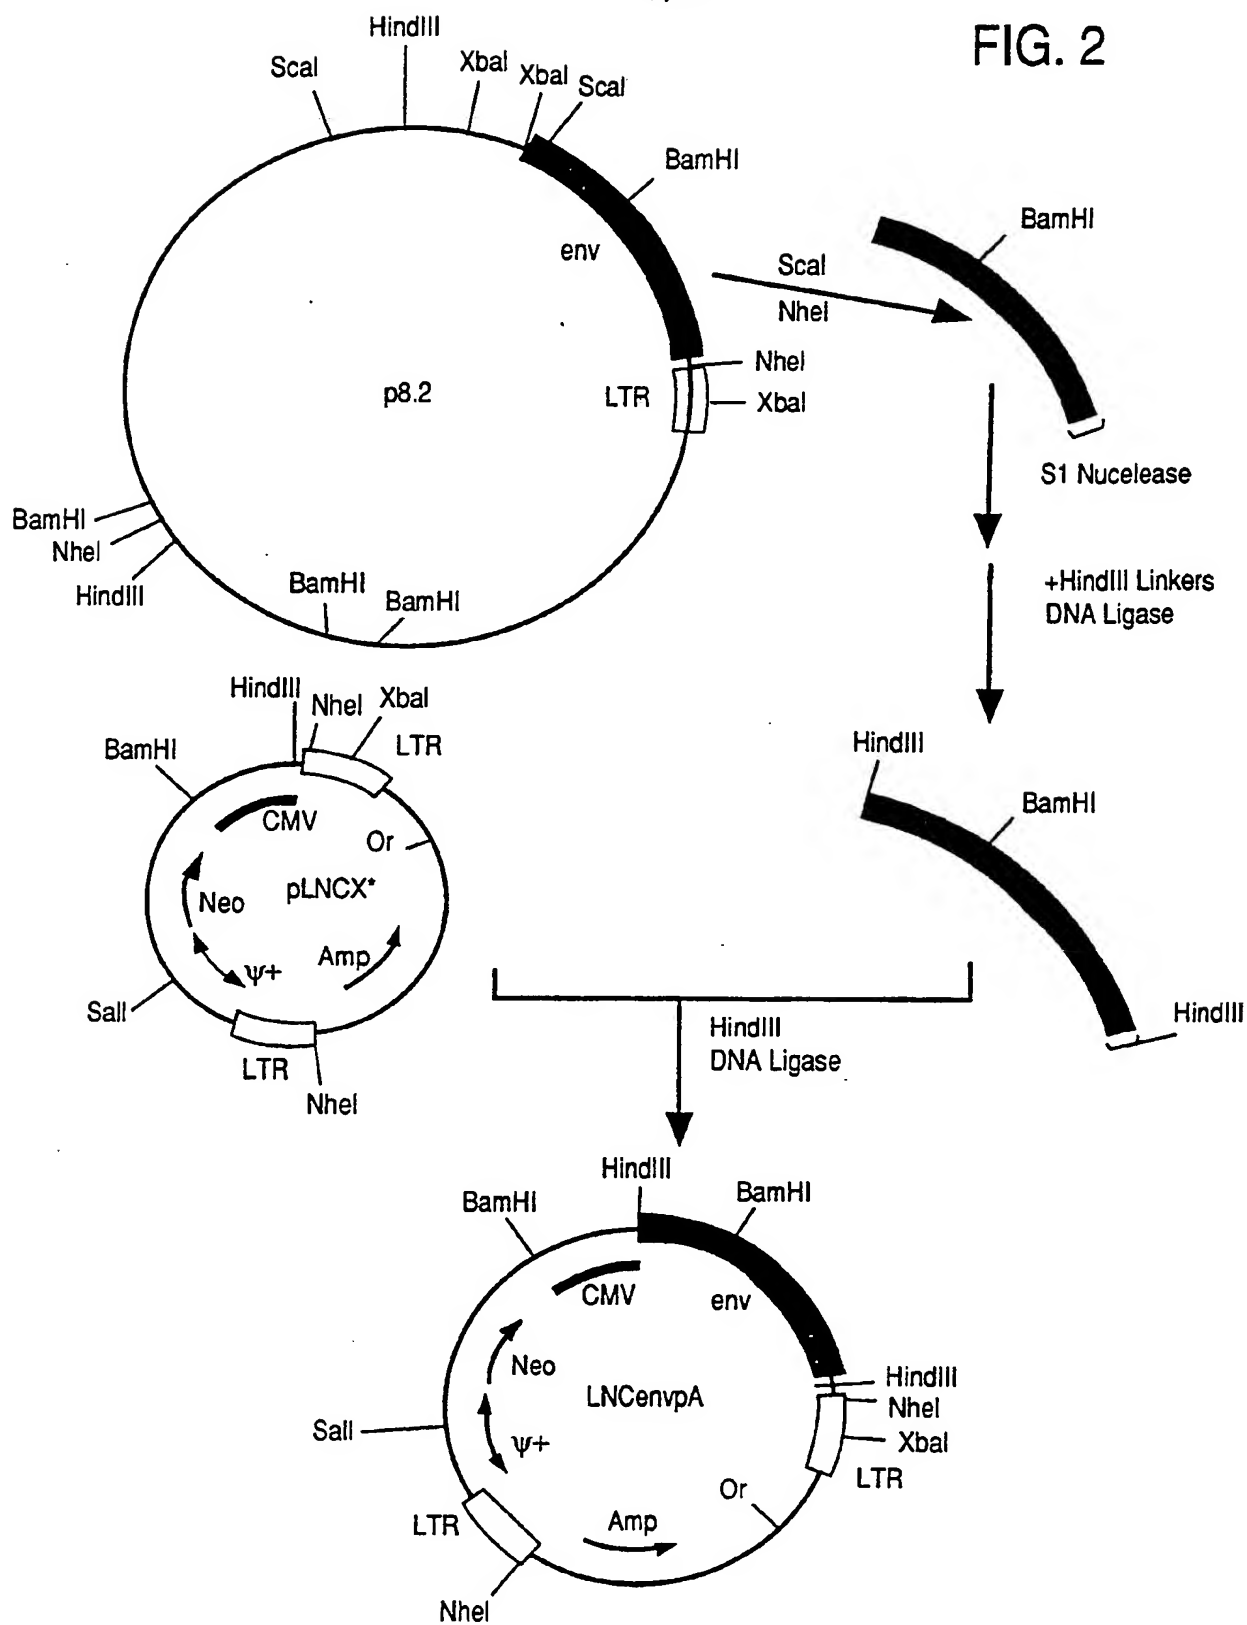 FIG. 2
HindIII
ScaI
XbaI
XbaI
ScaI
BamHI
env
p8.2
LTR
NheI
XbaI
BamHI
NheI
HindIII
BamHI
BamHI
ScaI
NheI
BamHI
S1 Nucelease
+HindIII Linkers
DNA Ligase
HindIII
BamHI
HindIII
HindIII
NheI
XbaI
LTR
BamHI
CMV
Or
pLNCX*
Neo
Amp
ψ+
SalI
LTR
NheI
HindIII
DNA Ligase
HindIII
BamHI
BamHI
CMV
env
Neo
LNCenvpA
HindIII
NheI
XbaI
LTR
SalI
ψ+
Or
LTR
Amp
NheI